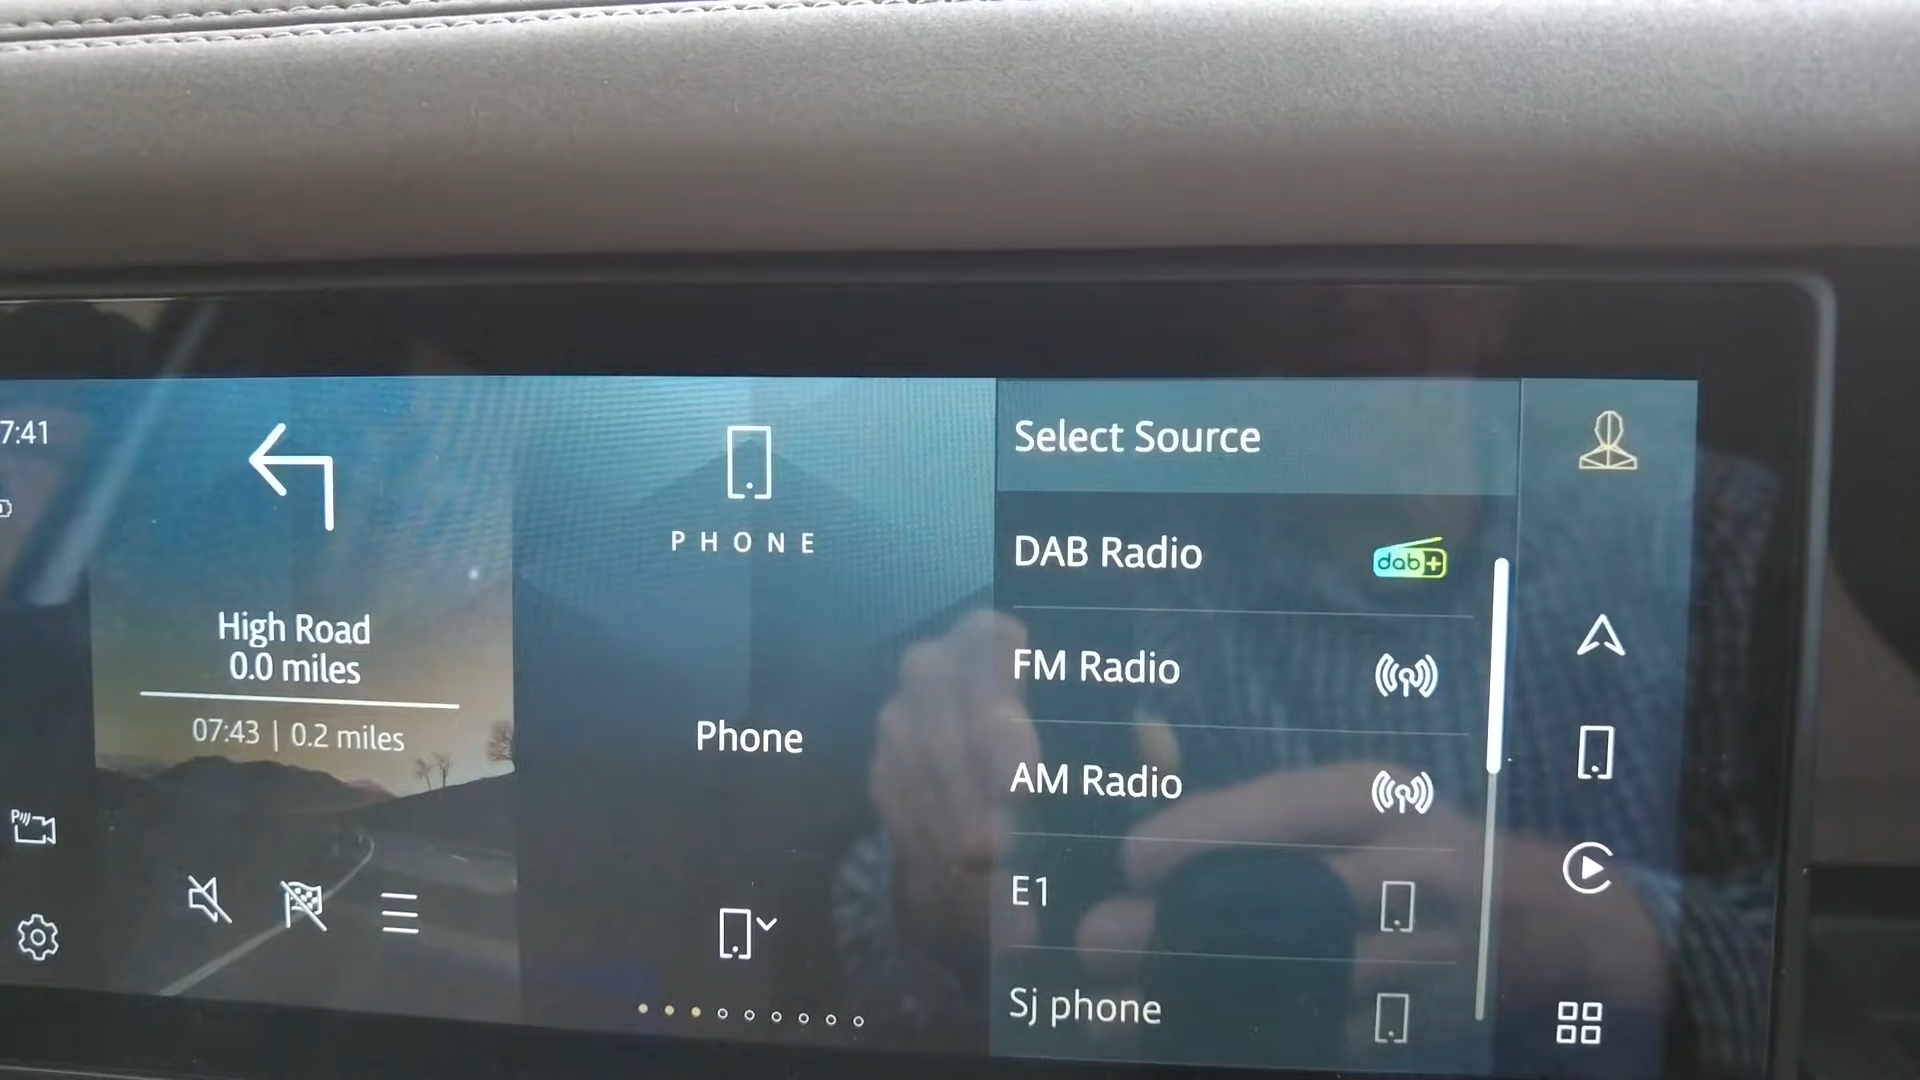 7:41
High Road
0.0 miles
07:43 | 0.2 miles
P
PHONE
Phone
Select Source
DAB Radio
dab+
FM Radio
AM Radio
E1
Sj phone